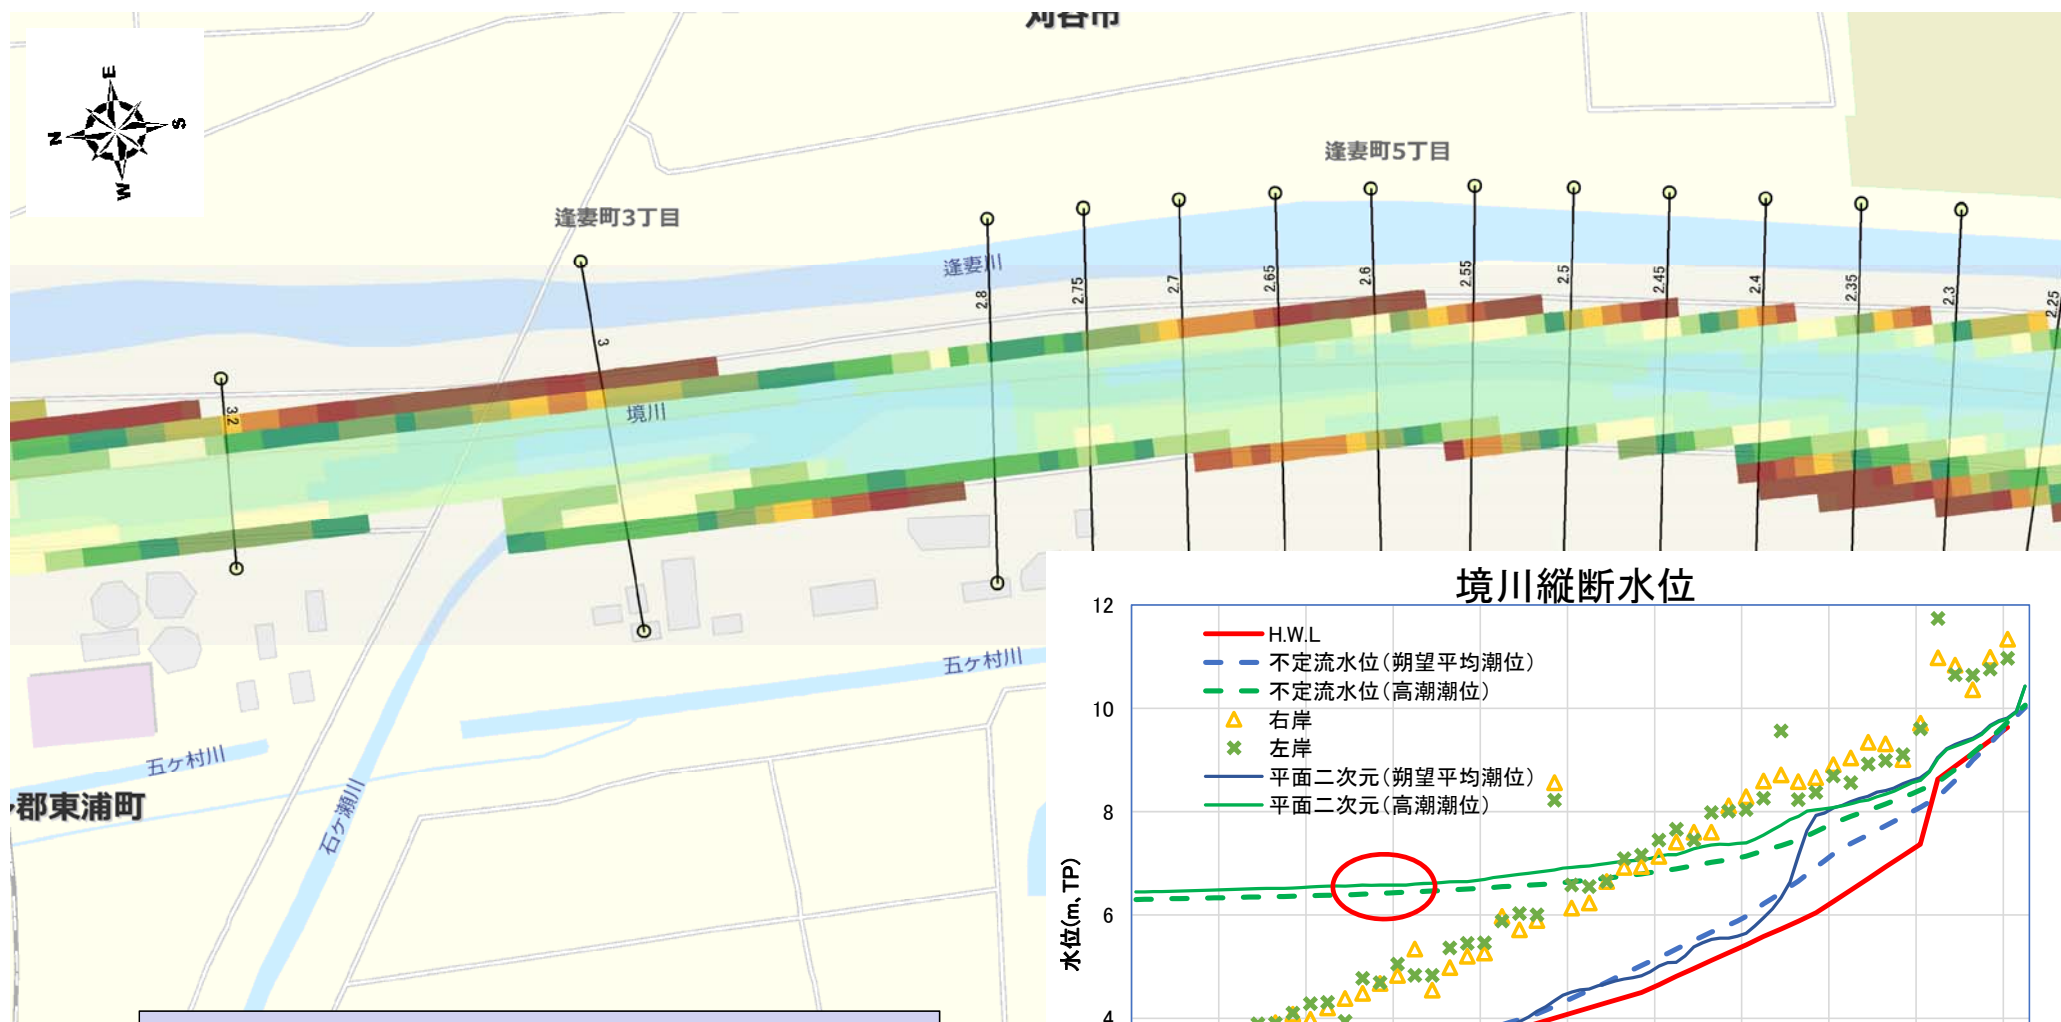 刈谷市
E
N
S
W
逢妻町5丁目
逢妻町3丁目
逢妻川
境川
3.2
3
2.8
2.75
2.7
2.65
2.6
2.55
2.5
2.45
2.4
2.35
2.3
2.25
五ケ村川
五ケ村川
石ケ瀬川
郡東浦町
境川縦断水位
水位(m、TP)
12
10
8
6
4
H.W.L
不定流水位(朔望平均潮位)
不定流水位(高潮潮位)
右岸
左岸
平面二次元(朔望平均潮位)
平面二次元(高潮潮位)